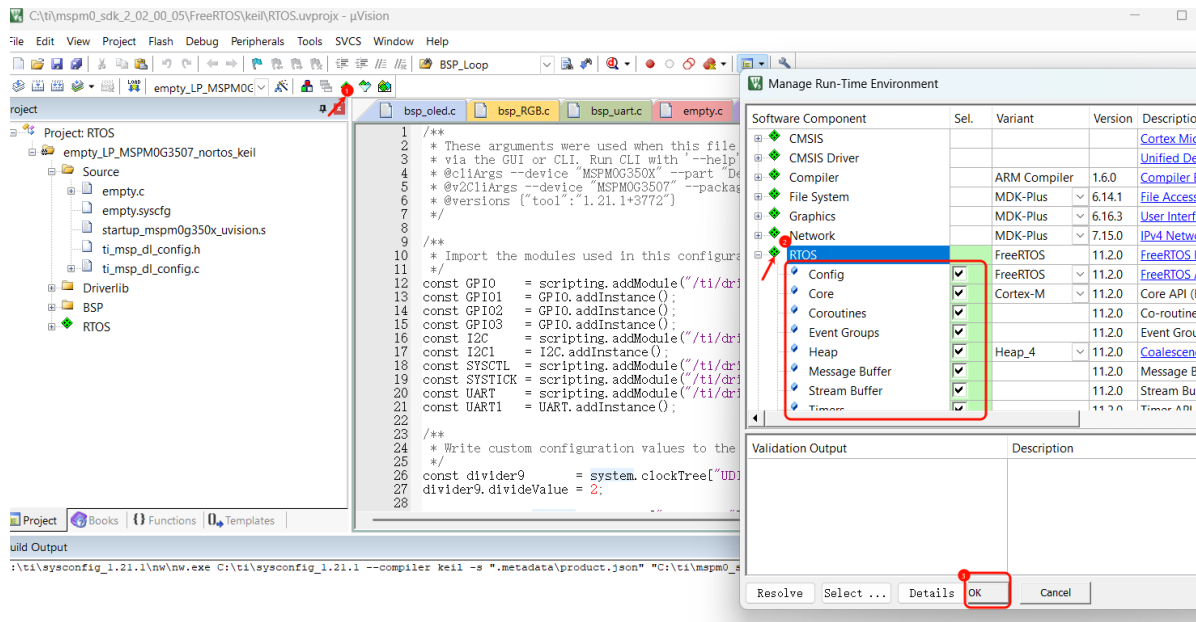 C:\ti\mspm0_sdk_2_02_00_05\FreeRTOS\keil\RTOS.uvprojx - µVision
File Edit View Project Flash Debug Peripherals Tools SVCS Window Help
BSP_Loop
empty_LP_MSPM0G
1
Project: RTOS
empty_LP_MSPM0G3507_nortos_keil
Source
empty.c
empty.syscfg
startup_mspm0g350x_uvision.s
ti_msp_dl_config.h
ti_msp_dl_config.c
Driverlib
BSP
RTOS
Project Books Functions Templates
bsp_oled.c bsp_RGB.c bsp_uart.c empty.c
1 /**
2 * These arguments were used when this file
3 * via the GUI or CLI. Run CLI with '--help'
4 * @cliArgs --device "MSPM0G350X" --part "De
5 * @v2CliArgs --device "MSPM0G3507" --packag
6 * @versions {"tool":"1.21.1+3772"}
7 */
8
9 /**
10 * Import the modules used in this configura
11 */
12 const GPIO = scripting.addModule("/ti/dri
13 const GPIO1 = GPIO.addInstance();
14 const GPIO2 = GPIO.addInstance();
15 const GPIO3 = GPIO.addInstance();
16 const I2C = scripting.addModule("/ti/dri
17 const I2C1 = I2C.addInstance();
18 const SYSCTL = scripting.addModule("/ti/dri
19 const SYSTICK = scripting.addModule("/ti/dri
20 const UART = scripting.addModule("/ti/dri
21 const UART1 = UART.addInstance();
22
23 /**
24 * Write custom configuration values to the
25 */
26 const divider9 = system.clockTree["UDI
27 divider9.divideValue = 2;
28
Manage Run-Time Environment
Software Component Sel. Variant Version Descriptio
CMSIS Cortex Mic
CMSIS Driver Unified De
Compiler ARM Compiler 1.6.0 Compiler E
File System MDK-Plus 6.14.1 File Access
Graphics MDK-Plus 6.16.3 User Interf
Network MDK-Plus 7.15.0 IPv4 Netw
2
RTOS FreeRTOS 11.2.0 FreeRTOS
Config FreeRTOS 11.2.0 FreeRTOS
Core Cortex-M 11.2.0 Core API (
Coroutines 11.2.0 Co-routine
Event Groups 11.2.0 Event Grou
Heap Heap_4 11.2.0 Coalescenc
Message Buffer 11.2.0 Message B
Stream Buffer 11.2.0 Stream Bu
Timers 11.2.0 Timer API
Validation Output Description
3
Resolve Select ... Details OK Cancel
uild Output
:\ti\sysconfig_1.21.1\nw\nw.exe C:\ti\sysconfig_1.21.1 --compiler keil -s ".metadata\product.json" "C:\ti\mspm0_s